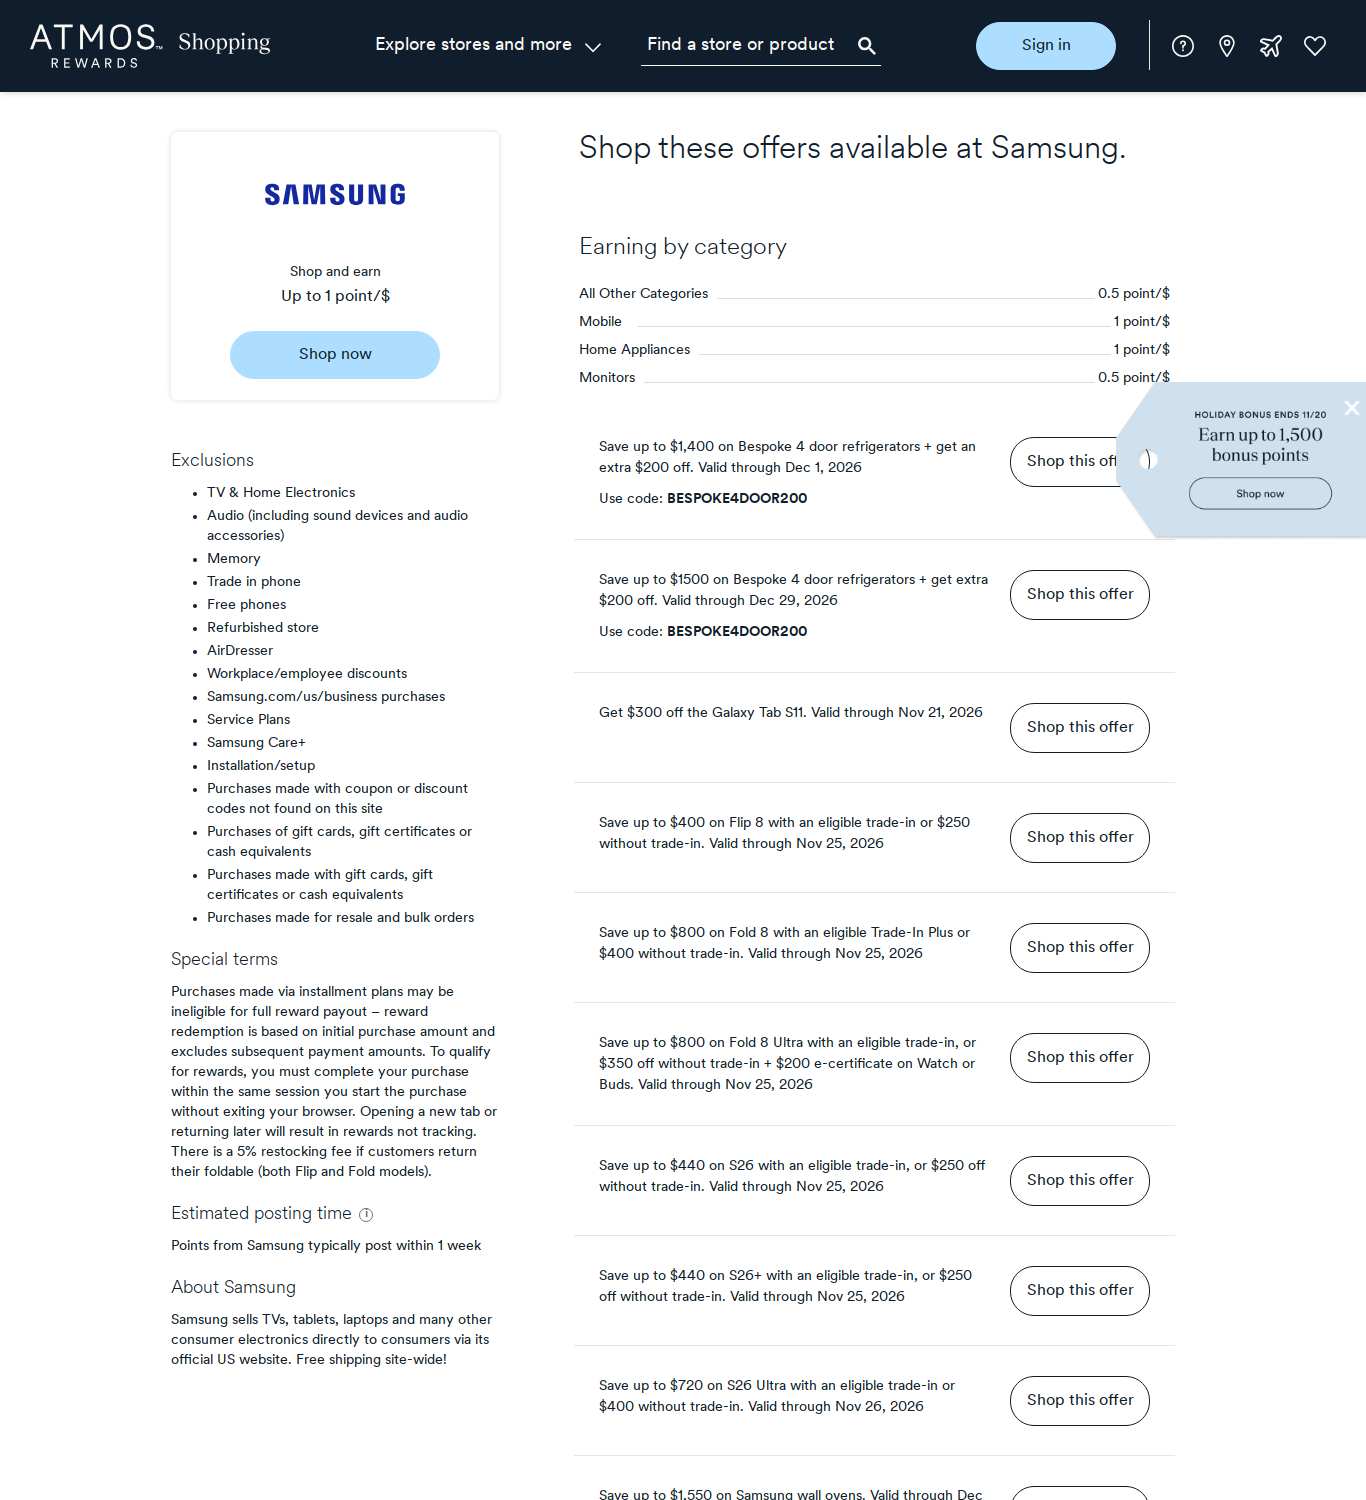 ATMOS™ Shopping
REWARDS
Explore stores and more
Find a store or product
Sign in
SAMSUNG
Shop and earn
Up to 1 point/$
Shop now
Exclusions
• TV & Home Electronics
• Audio (including sound devices and audio
accessories)
• Memory
• Trade in phone
• Free phones
• Refurbished store
• AirDresser
• Workplace/employee discounts
• Samsung.com/us/business purchases
• Service Plans
• Samsung Care+
• Installation/setup
• Purchases made with coupon or discount
codes not found on this site
• Purchases of gift cards, gift certificates or
cash equivalents
• Purchases made with gift cards, gift
certificates or cash equivalents
• Purchases made for resale and bulk orders
Special terms
Purchases made via installment plans may be
ineligible for full reward payout – reward
redemption is based on initial purchase amount and
excludes subsequent payment amounts. To qualify
for rewards, you must complete your purchase
within the same session you start the purchase
without exiting your browser. Opening a new tab or
returning later will result in rewards not tracking.
There is a 5% restocking fee if customers return
their foldable (both Flip and Fold models).
Estimated posting time
Points from Samsung typically post within 1 week
About Samsung
Samsung sells TVs, tablets, laptops and many other
consumer electronics directly to consumers via its
official US website. Free shipping site-wide!
Shop these offers available at Samsung.
Earning by category
All Other Categories 0.5 point/$
Mobile 1 point/$
Home Appliances 1 point/$
Monitors 0.5 point/$
HOLIDAY BONUS ENDS 11/20
Earn up to 1,500
bonus points
Shop now
Save up to $1,400 on Bespoke 4 door refrigerators + get an
extra $200 off. Valid through Dec 1, 2026
Use code: BESPOKE4DOOR200
Shop this off
Save up to $1500 on Bespoke 4 door refrigerators + get extra
$200 off. Valid through Dec 29, 2026
Use code: BESPOKE4DOOR200
Shop this offer
Get $300 off the Galaxy Tab S11. Valid through Nov 21, 2026
Shop this offer
Save up to $400 on Flip 8 with an eligible trade-in or $250
without trade-in. Valid through Nov 25, 2026
Shop this offer
Save up to $800 on Fold 8 with an eligible Trade-In Plus or
$400 without trade-in. Valid through Nov 25, 2026
Shop this offer
Save up to $800 on Fold 8 Ultra with an eligible trade-in, or
$350 off without trade-in + $200 e-certificate on Watch or
Buds. Valid through Nov 25, 2026
Shop this offer
Save up to $440 on S26 with an eligible trade-in, or $250 off
without trade-in. Valid through Nov 25, 2026
Shop this offer
Save up to $440 on S26+ with an eligible trade-in, or $250
off without trade-in. Valid through Nov 25, 2026
Shop this offer
Save up to $720 on S26 Ultra with an eligible trade-in or
$400 without trade-in. Valid through Nov 26, 2026
Shop this offer
Save up to $1,550 on Samsung wall ovens. Valid through Dec